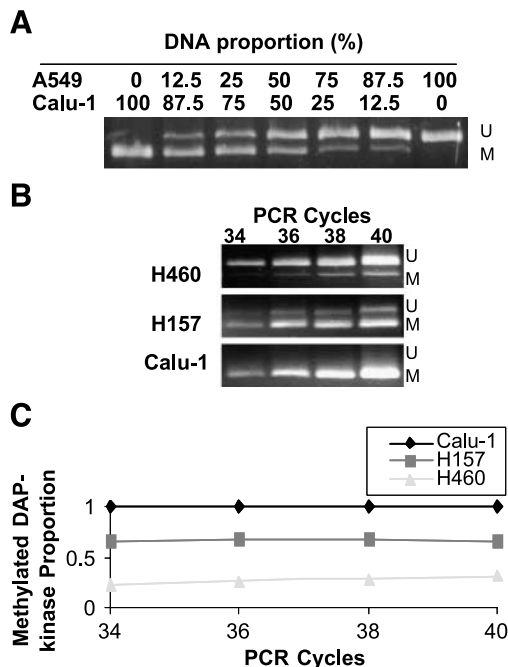 A
DNA proportion (%)
A549 0 12.5 25 50 75 87.5 100
Calu-1 100 87.5 75 50 25 12.5 0
U
M
B
PCR Cycles
34 36 38 40
H460
U
M
H157
U
M
Calu-1
U
M
C
Calu-1
H157
H460
Methylated DAP-
kinase Proportion
1
0.5
0
34 36 38 40
PCR Cycles